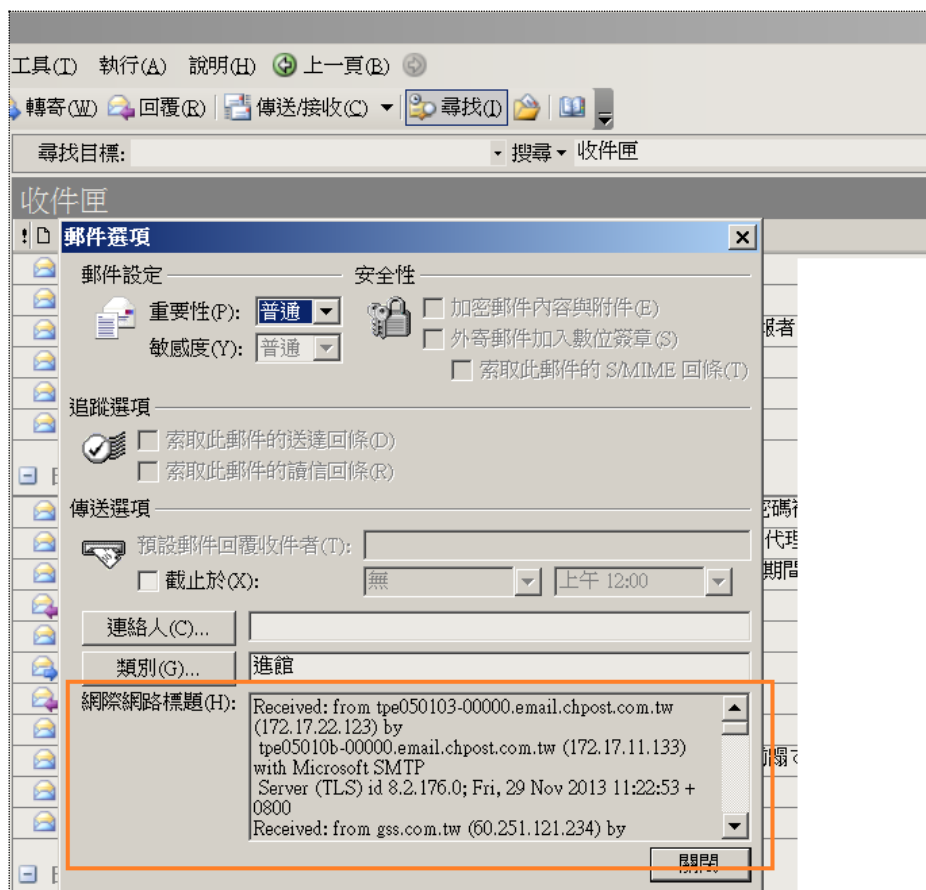 工具(T) 執行(A) 說明(H) 上一頁(B)
轉寄(W) 回覆(R) 傳送/接收(C) 尋找(I)
尋找目標: 搜尋 收件匣
收件匣
郵件選項
郵件設定 安全性
重要性(P): 普通 加密郵件內容與附件(E)
敏感度(Y): 普通 外寄郵件加入數位簽章(S)
索取此郵件的 S/MIME 回條(T)
追蹤選項
索取此郵件的送達回條(D)
索取此郵件的讀信回條(R)
傳送選項
預設郵件回覆收件者(T):
截止於(X): 無 上午 12:00
連絡人(C)...
類別(G)... 進館
網際網路標題(H): Received: from tpe050103-00000.email.chpost.com.tw
(172.17.22.123) by
tpe05010b-00000.email.chpost.com.tw (172.17.11.133)
with Microsoft SMTP
Server (TLS) id 8.2.176.0; Fri, 29 Nov 2013 11:22:53 +
0800
Received: from gss.com.tw (60.251.121.234) by
關閉